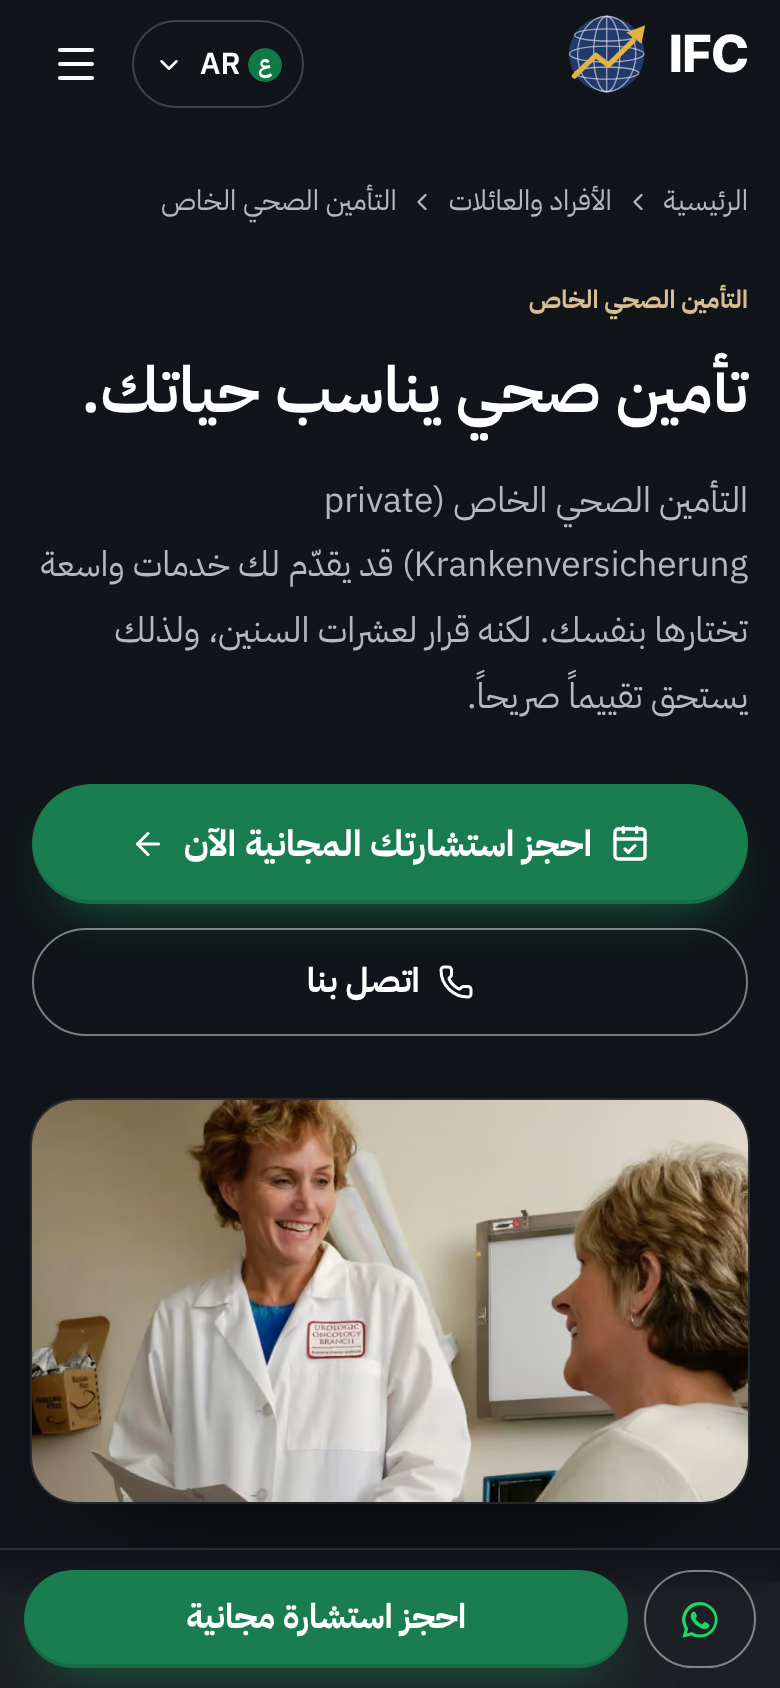 IFC
ع AR
الرئيسية > الأفراد والعائلات > التأمين الصحي الخاص
التأمين الصحي الخاص
تأمين صحي يناسب حياتك.
التأمين الصحي الخاص (private
Krankenversicherung) قد يقدّم لك خدمات واسعة
تختارها بنفسك. لكنه قرار لعشرات السنين، ولذلك
يستحق تقييماً صريحاً.
احجز استشارتك المجانية الآن ←
اتصل بنا
UROLOGIC
ONCOLOGY
BRANCH
احجز استشارة مجانية